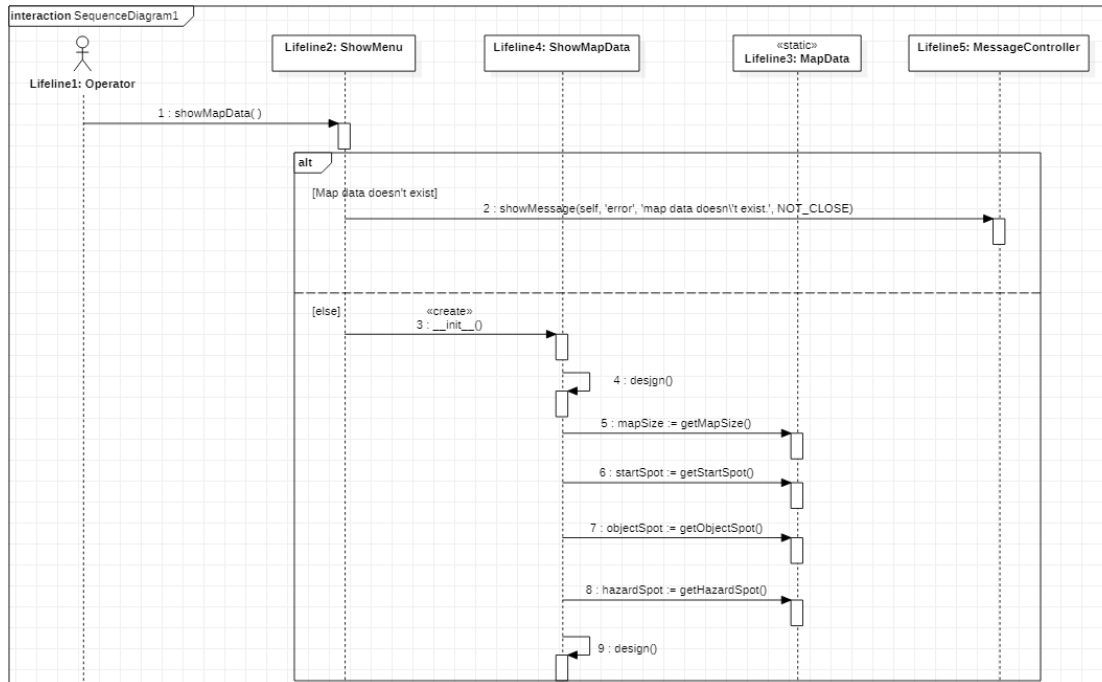 interaction SequenceDiagram1
Lifeline1: Operator
Lifeline2: ShowMenu
Lifeline4: ShowMapData
«static»
Lifeline3: MapData
Lifeline5: MessageController
1 : showMapData( )
alt
[Map data doesn't exist]
2 : showMessage(self, 'error', 'map data doesn\'t exist.', NOT_CLOSE)
[else]
«create»
3 : __init__()
4 : design()
5 : mapSize := getMapSize()
6 : startSpot := getStartSpot()
7 : objectSpot := getObjectSpot()
8 : hazardSpot := getHazardSpot()
9 : design()